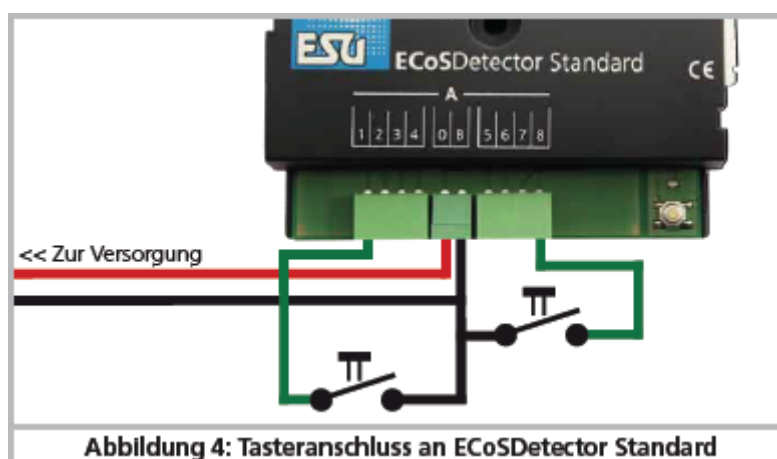 ESU
ECoSDetector Standard
CE
A
1 2 3 4 0 B 5 6 7 8
<< Zur Versorgung
Abbildung 4: Tasteranschluss an ECoSDetector Standard